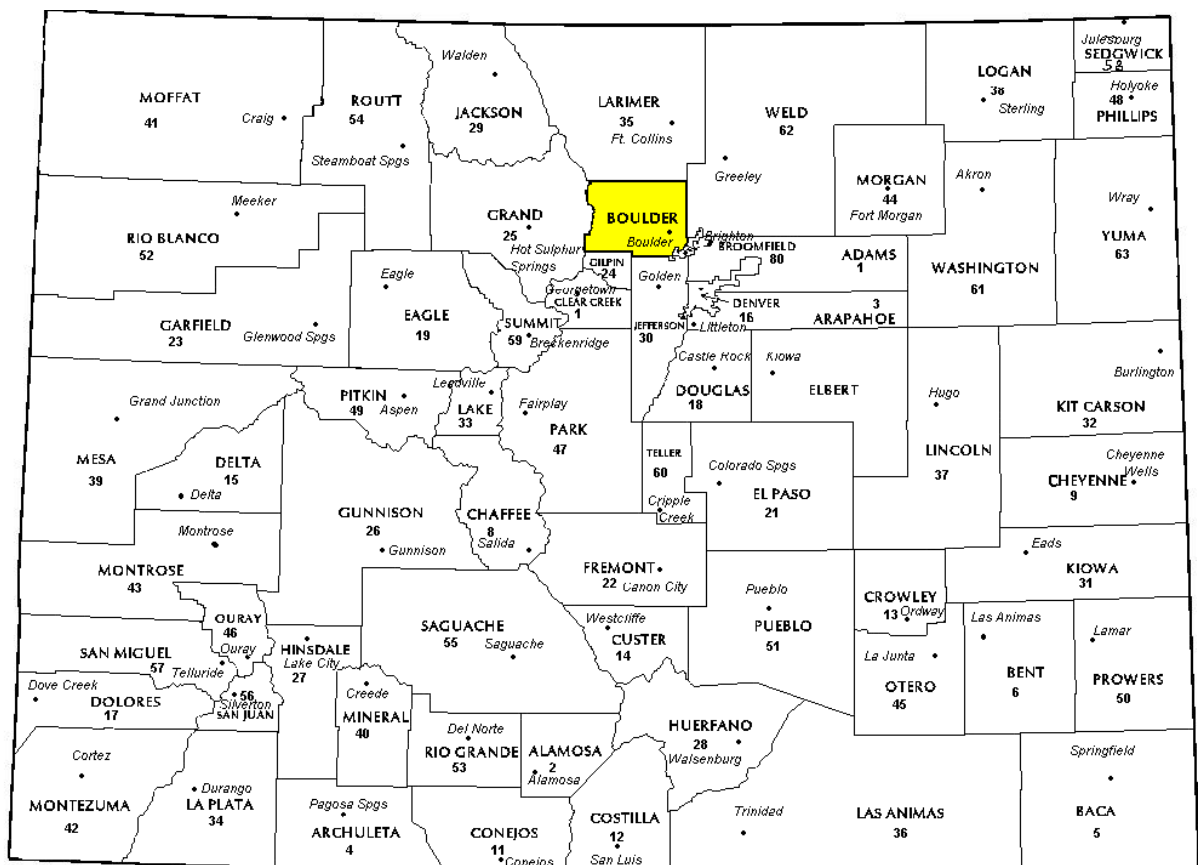 MOFFAT
41
Craig
ROUTT
54
Steamboat Spgs
Walden
JACKSON
29
LARIMER
35
Ft. Collins
WELD
62
Greeley
LOGAN
38
Sterling
Julesburg
SEDGWICK
58
Holyoke
48
PHILLIPS
MORGAN
44
Fort Morgan
Akron
WASHINGTON
61
Wray
YUMA
63
Meeker
RIO BLANCO
52
GRAND
25
Hot Sulphur
Springs
BOULDER
Boulder
Brighton
BROOMFIELD
80
ADAMS
1
GILPIN
24
Georgetown
CLEAR CREEK
1
Golden
JEFFERSON
30
DENVER
16
Littleton
3
ARAPAHOE
GARFIELD
23
Glenwood Spgs
Eagle
EAGLE
19
SUMMIT
59
Breckenridge
Castle Rock
DOUGLAS
18
Kiowa
ELBERT
Hugo
LINCOLN
37
Burlington
KIT CARSON
32
Grand Junction
MESA
39
PITKIN
49
Aspen
Leadville
LAKE
33
Fairplay
PARK
47
TELLER
60
Cripple
Creek
Colorado Spgs
EL PASO
21
Cheyenne
Wells
CHEYENNE
9
DELTA
15
Delta
GUNNISON
26
Gunnison
CHAFFEE
8
Salida
FREMONT
22
Canon City
Montrose
MONTROSE
43
Eads
KIOWA
31
OURAY
46
Ouray
SAGUACHE
55
Saguache
Westcliffe
CUSTER
14
Pueblo
PUEBLO
51
CROWLEY
13
Ordway
Las Animas
BENT
6
Lamar
PROWERS
50
La Junta
OTERO
45
SAN MIGUEL
57
Telluride
HINSDALE
Lake City
27
Dove Creek
DOLORES
17
56
Silverton
SAN JUAN
Creede
MINERAL
40
Del Norte
RIO GRANDE
53
ALAMOSA
2
Alamosa
HUERFANO
28
Walsenburg
Cortez
MONTEZUMA
42
Durango
LA PLATA
34
Pagosa Spgs
ARCHULETA
4
CONEJOS
11
Conejos
COSTILLA
12
San Luis
Trinidad
LAS ANIMAS
36
Springfield
BACA
5